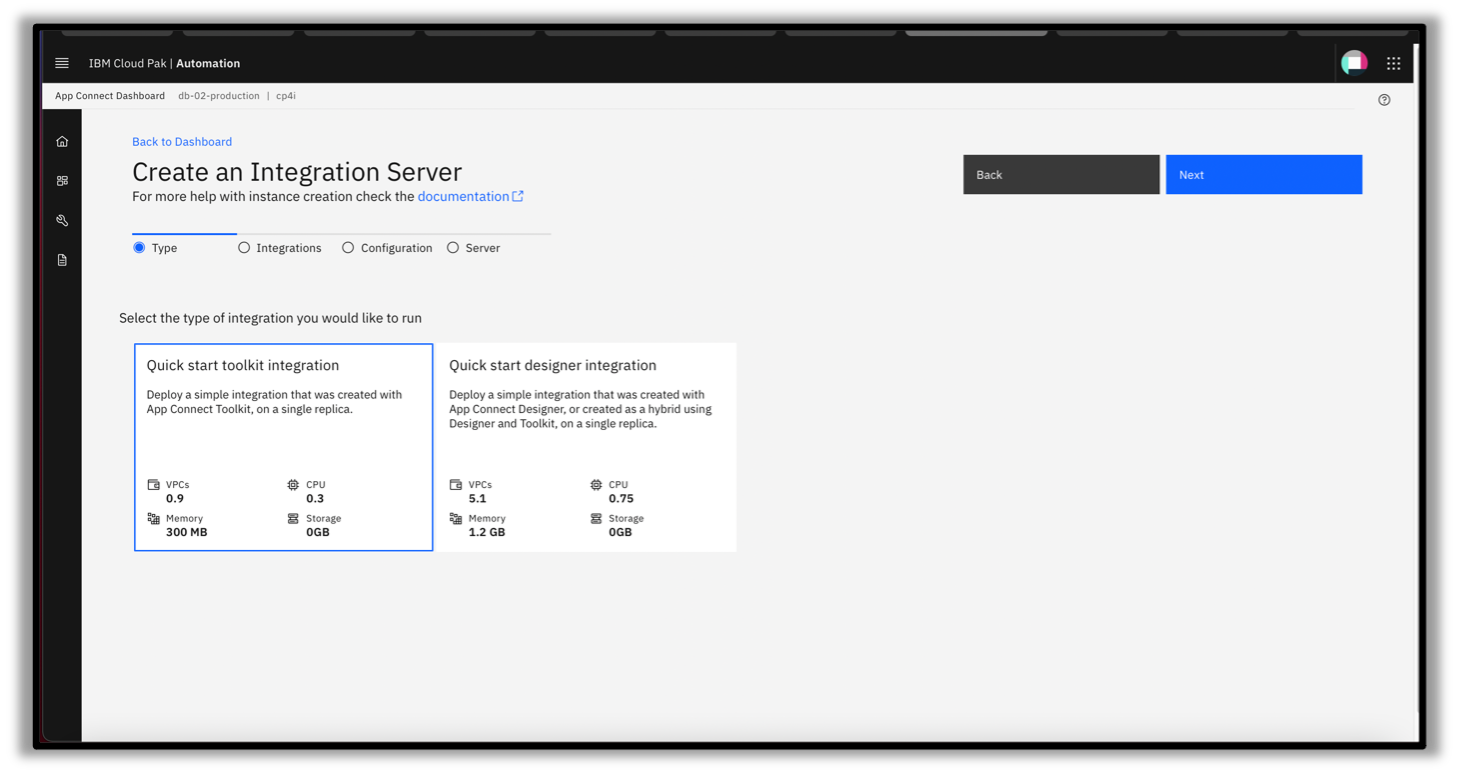 IBM Cloud Pak | Automation
App Connect Dashboard db-02-production | cp4i
Back to Dashboard
Create an Integration Server
For more help with instance creation check the documentation
Back
Next
Type
Integrations
Configuration
Server
Select the type of integration you would like to run
Quick start toolkit integration
Deploy a simple integration that was created with
App Connect Toolkit, on a single replica.
VPCs
0.9
CPU
0.3
Memory
300 MB
Storage
0GB
Quick start designer integration
Deploy a simple integration that was created with
App Connect Designer, or created as a hybrid using
Designer and Toolkit, on a single replica.
VPCs
5.1
CPU
0.75
Memory
1.2 GB
Storage
0GB